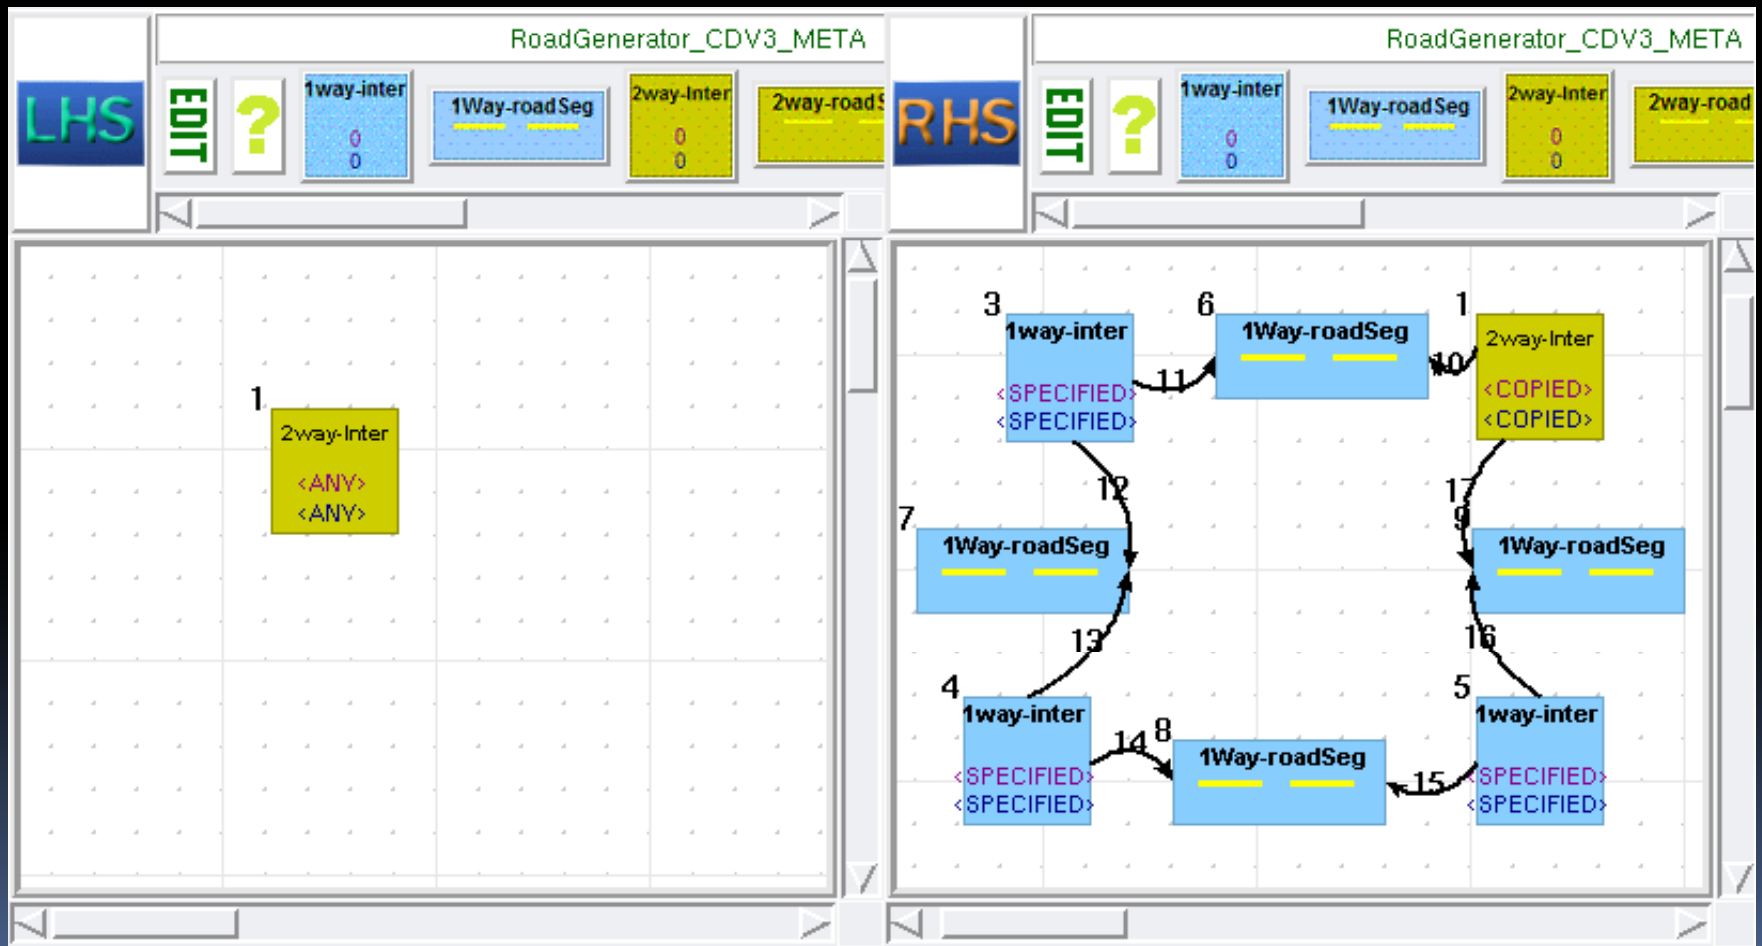 RoadGenerator_CDV3_META
LHS
EDIT
?
1way-inter
0
0
1Way-roadSeg
2way-Inter
0
0
2way-roadS
1
2way-Inter
<ANY>
<ANY>
RoadGenerator_CDV3_META
RHS
EDIT
?
1way-inter
0
0
1Way-roadSeg
2way-Inter
0
0
2way-road
3
1way-inter
<SPECIFIED>
<SPECIFIED>
11
6
1Way-roadSeg
10
1
2way-Inter
<COPIED>
<COPIED>
12
17
7
1Way-roadSeg
9
1Way-roadSeg
13
16
4
1way-inter
<SPECIFIED>
<SPECIFIED>
14
8
1Way-roadSeg
15
5
1way-inter
<SPECIFIED>
<SPECIFIED>